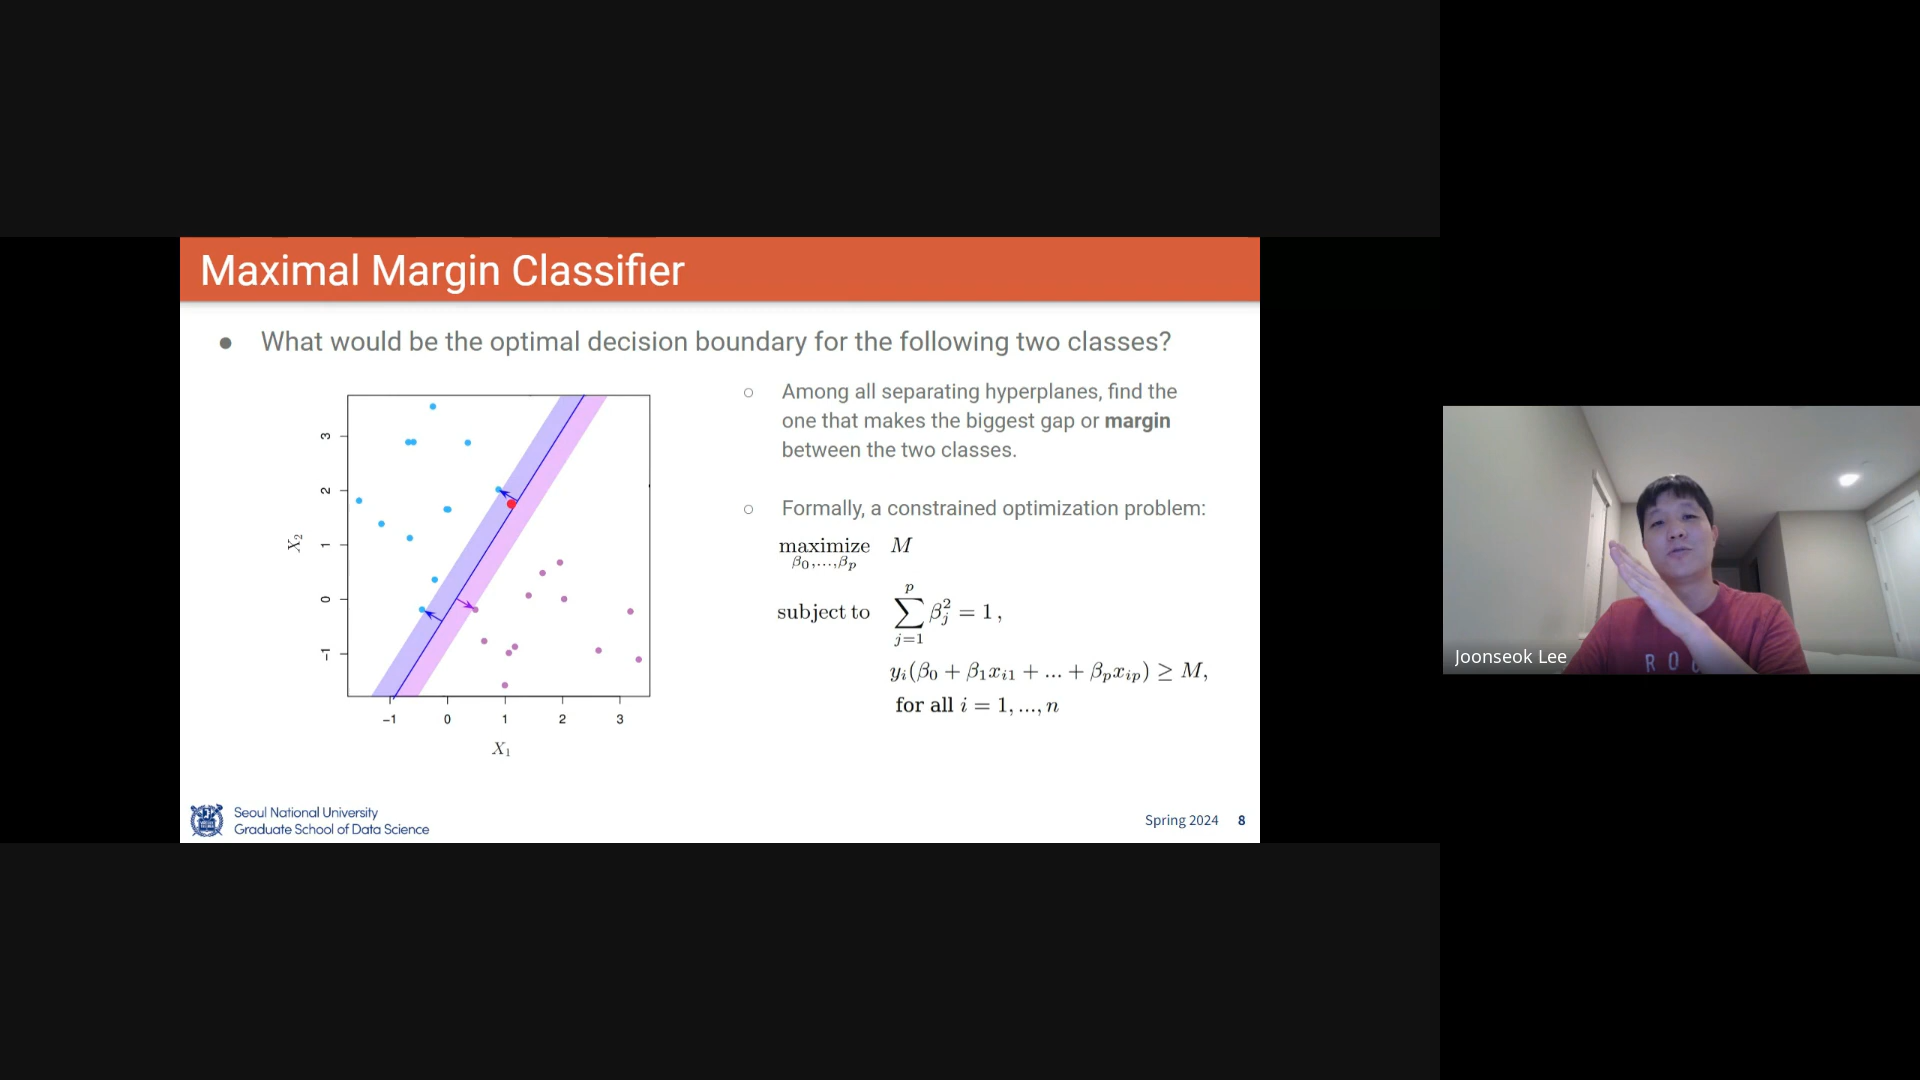 Maximal Margin Classifier
● What would be the optimal decision boundary for the following two classes?
○ Among all separating hyperplanes, find the
one that makes the biggest gap or margin
between the two classes.
○ Formally, a constrained optimization problem:
maximize M
β₀,...,βₚ
subject to ∑ⱼ₌₁ᵖ βⱼ² = 1,
yᵢ(β₀ + β₁xᵢ₁ + ... + βₚxᵢₚ) ≥ M,
for all i = 1, ..., n
3
2
1
0
−1
X₂
−1 0 1 2 3
X₁
Seoul National University
Graduate School of Data Science
Spring 2024 8
Joonseok Lee